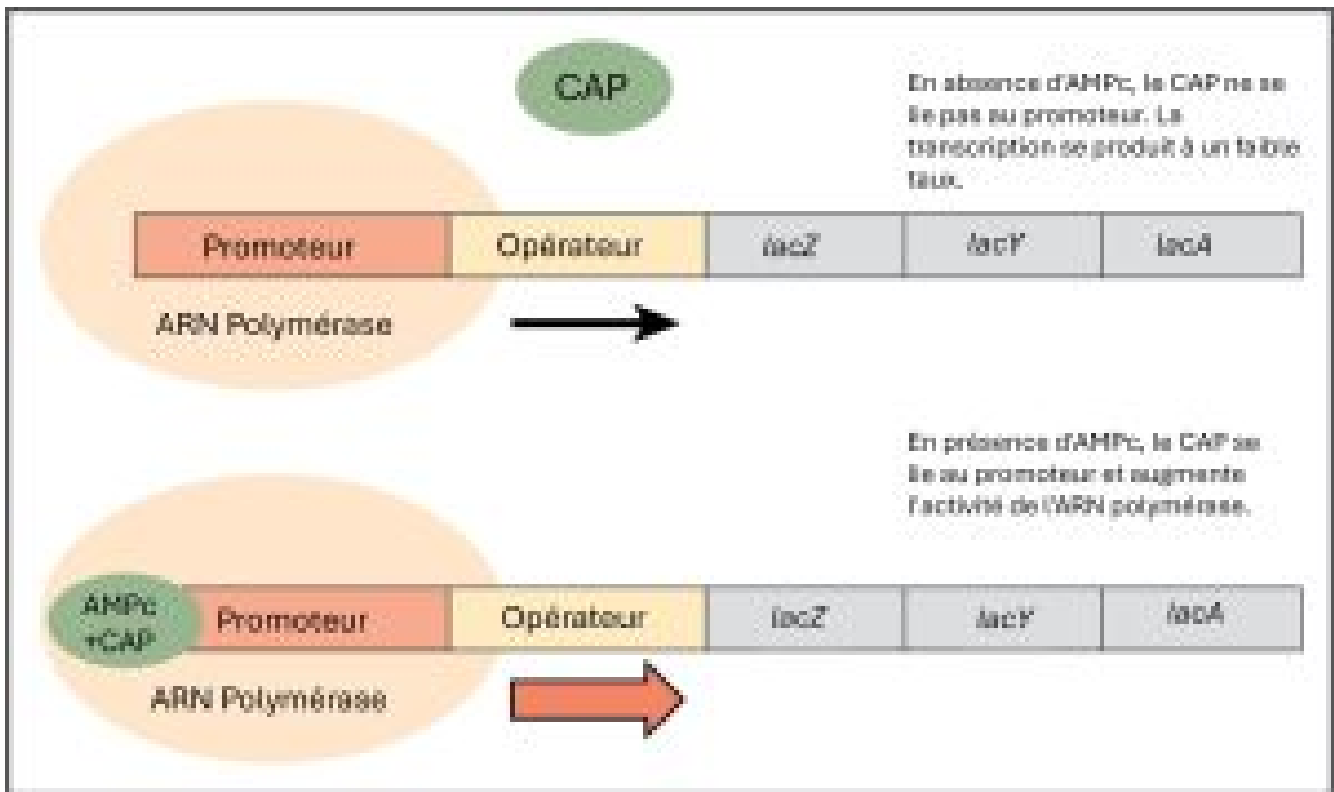 CAP
En absence d'AMPc, le CAP ne se
lie pas au promoteur. La
transcription se produit à un faible
taux.
Promoteur
Opérateur
lacZ
lacY
lacA
ARN Polymérase
En présence d'AMPc, le CAP se
lie au promoteur et augmente
l'activité de l'ARN polymérase.
AMPc
+CAP
Promoteur
Opérateur
lacZ
lacY
lacA
ARN Polymérase